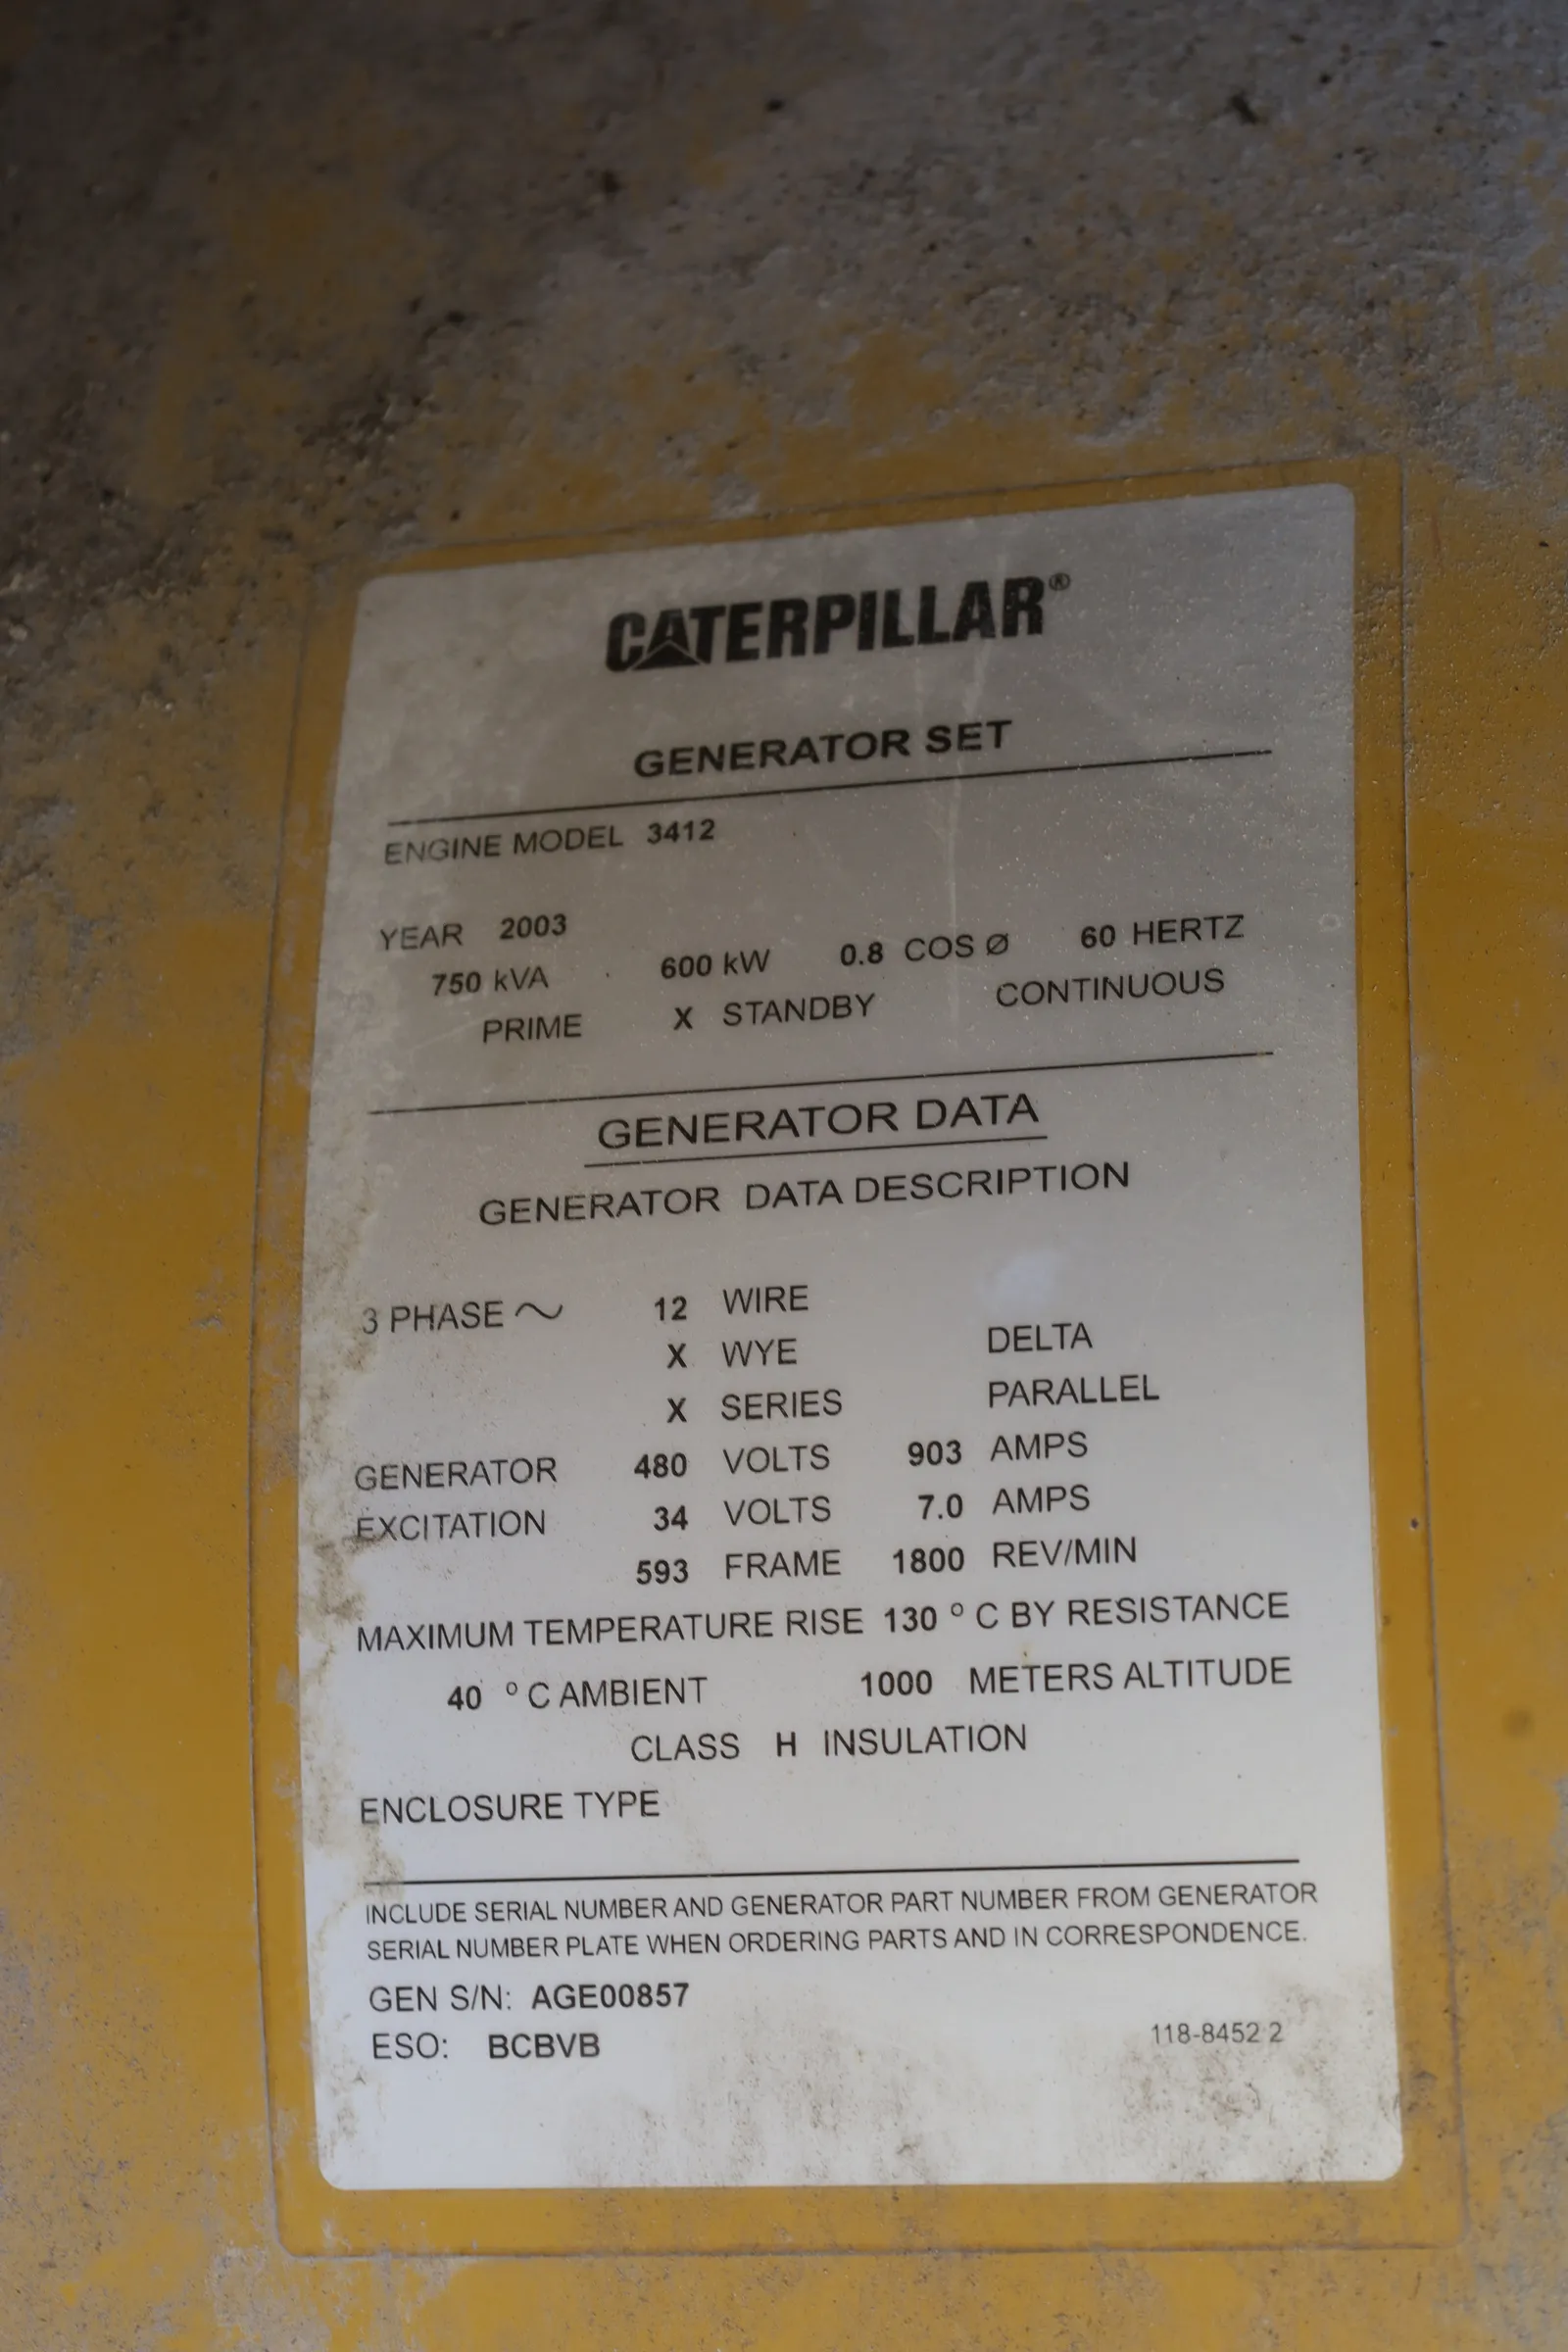 CATERPILLAR®
GENERATOR SET
ENGINE MODEL 3412
YEAR 2003
750 kVA 600 kW 0.8 COS Ø 60 HERTZ
PRIME X STANDBY CONTINUOUS
GENERATOR DATA
GENERATOR DATA DESCRIPTION
3 PHASE ~ 12 WIRE
X WYE DELTA
X SERIES PARALLEL
GENERATOR 480 VOLTS 903 AMPS
EXCITATION 34 VOLTS 7.0 AMPS
593 FRAME 1800 REV/MIN
MAXIMUM TEMPERATURE RISE 130 ° C BY RESISTANCE
40 ° C AMBIENT 1000 METERS ALTITUDE
CLASS H INSULATION
ENCLOSURE TYPE
INCLUDE SERIAL NUMBER AND GENERATOR PART NUMBER FROM GENERATOR
SERIAL NUMBER PLATE WHEN ORDERING PARTS AND IN CORRESPONDENCE.
GEN S/N: AGE00857
ESO: BCBVB 118-8452 2